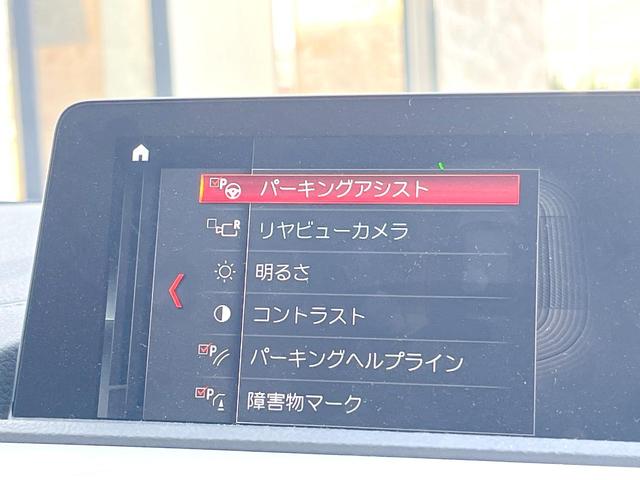 P パーキングアシスト
R リヤビューカメラ
明るさ
コントラスト
P パーキングヘルプライン
P 障害物マーク